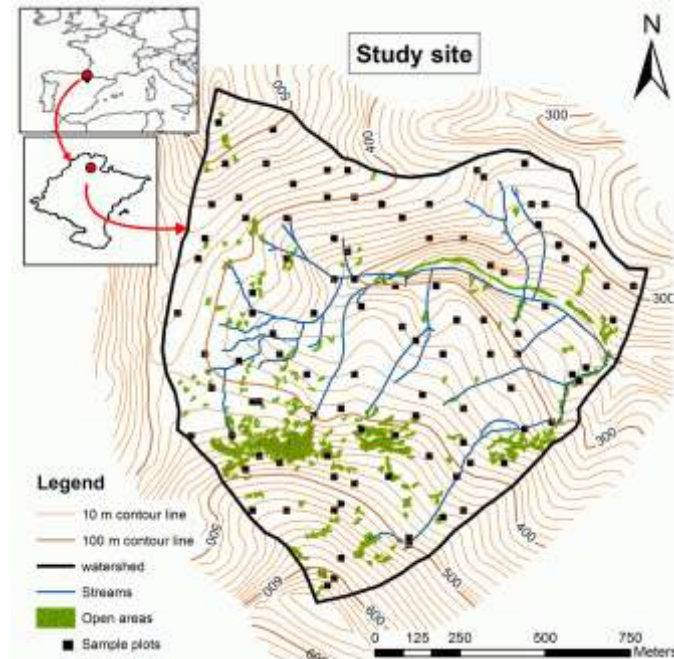 Study site
N
600
400
300
300
300
400
500
600
600
500
Legend
10 m contour line
100 m contour line
watershed
Streams
Open areas
Sample plots
0 125 250 500 750
Meters